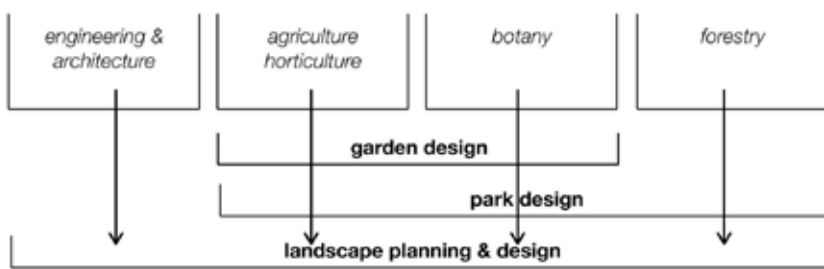 engineering &
architecture
agriculture
horticulture
botany
forestry
garden design
park design
landscape planning & design